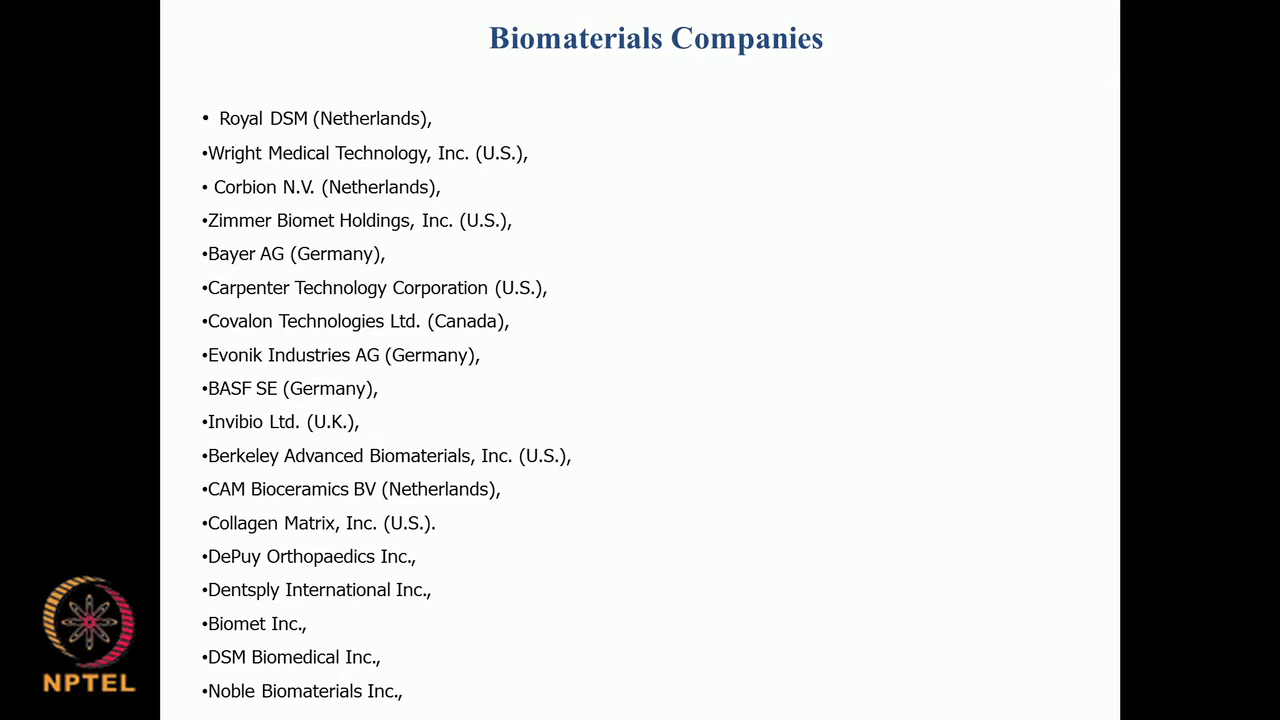 Biomaterials Companies
• Royal DSM (Netherlands),
•Wright Medical Technology, Inc. (U.S.),
• Corbion N.V. (Netherlands),
•Zimmer Biomet Holdings, Inc. (U.S.),
•Bayer AG (Germany),
•Carpenter Technology Corporation (U.S.),
•Covalon Technologies Ltd. (Canada),
•Evonik Industries AG (Germany),
•BASF SE (Germany),
•Invibio Ltd. (U.K.),
•Berkeley Advanced Biomaterials, Inc. (U.S.),
•CAM Bioceramics BV (Netherlands),
•Collagen Matrix, Inc. (U.S.).
•DePuy Orthopaedics Inc.,
•Dentsply International Inc.,
•Biomet Inc.,
•DSM Biomedical Inc.,
•Noble Biomaterials Inc.,
NPTEL